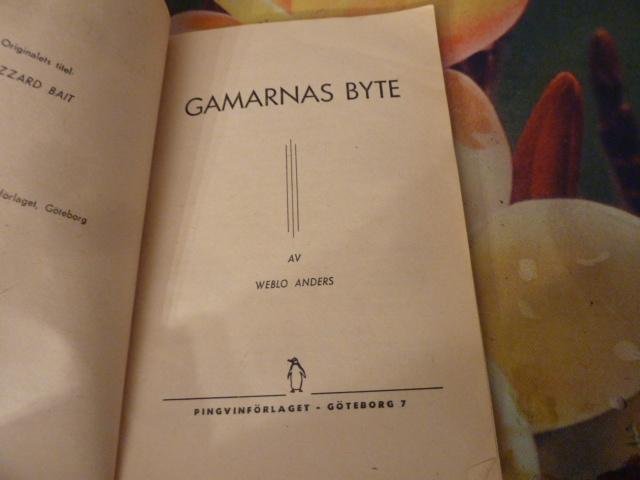 Originalets titel:
ZZARD BAIT
förlaget, Göteborg
GAMARNAS BYTE
AV
WEBLO ANDERS
PINGVINFÖRLAGET - GÖTEBORG 7